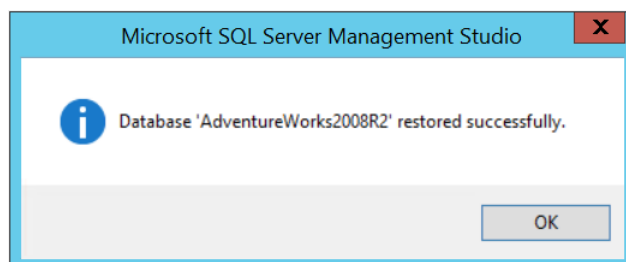 Microsoft SQL Server Management Studio
X
Database 'AdventureWorks2008R2' restored successfully.
OK